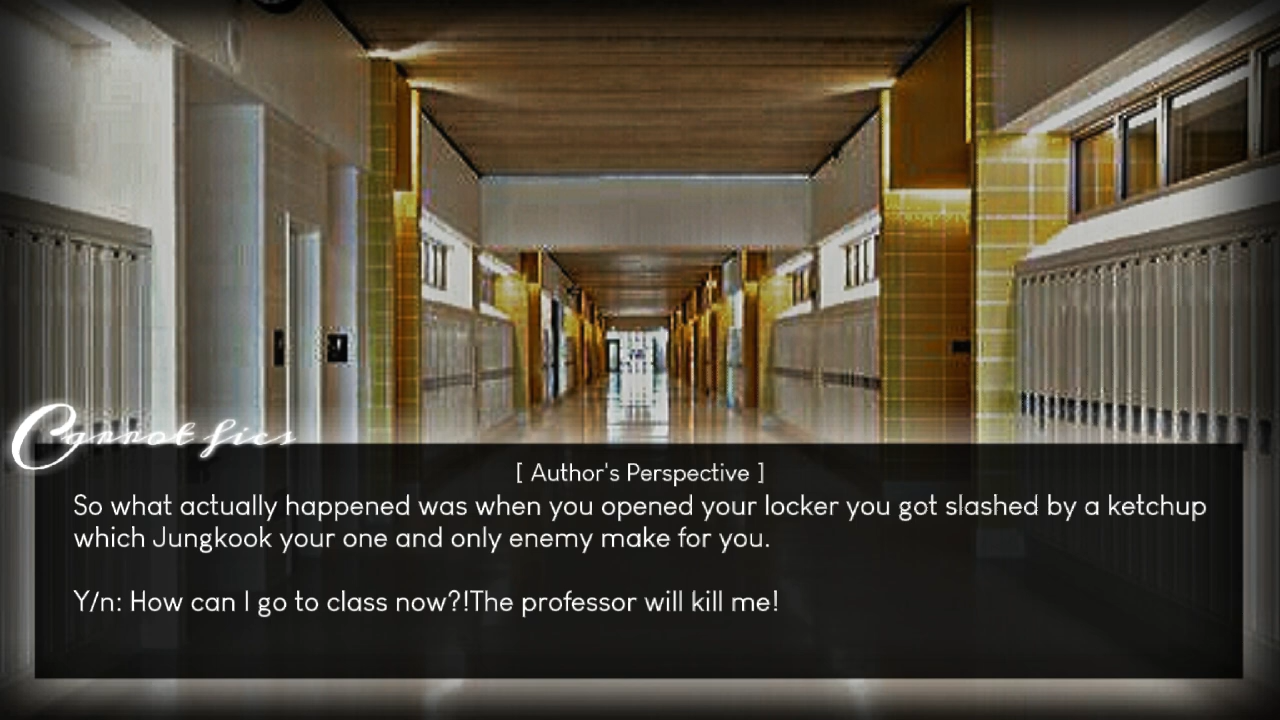 Carrot fics
[ Author's Perspective ]
So what actually happened was when you opened your locker you got slashed by a ketchup
which Jungkook your one and only enemy make for you.
Y/n: How can I go to class now?!The professor will kill me!